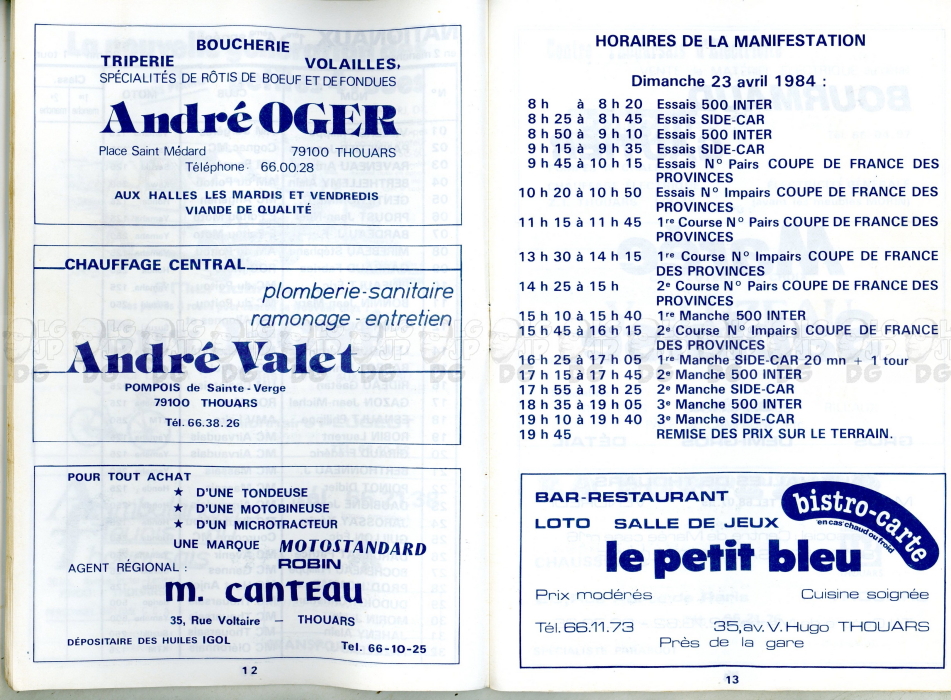 BOUCHERIE
TRIPERIE VOLAILLES,
SPÉCIALITÉS DE RÔTIS DE BOEUF ET DE FONDUES
André OGER
Place Saint Médard 79100 THOUARS
Téléphone : 66.00.28
AUX HALLES LES MARDIS ET VENDREDIS
VIANDE DE QUALITÉ
CHAUFFAGE CENTRAL
plomberie-sanitaire
ramonage-entretien
André Valet
POMPOIS de Sainte-Verge
79100 THOUARS
Tél. 66.38.26
POUR TOUT ACHAT
★ D'UNE TONDEUSE
★ D'UNE MOTOBINEUSE
★ D'UN MICROTRACTEUR
UNE MARQUE MOTOSTANDARD
ROBIN
AGENT RÉGIONAL :
m. CANTEAU
35, Rue Voltaire — THOUARS
DÉPOSITAIRE DES HUILES IGOL
Tel. 66-10-25
12
HORAIRES DE LA MANIFESTATION
Dimanche 23 avril 1984 :
8 h à 8 h 20 Essais 500 INTER
8 h 25 à 8 h 45 Essais SIDE-CAR
8 h 50 à 9 h 10 Essais 500 INTER
9 h 15 à 9 h 35 Essais SIDE-CAR
9 h 45 à 10 h 15 Essais N° Pairs COUPE DE FRANCE DES
PROVINCES
10 h 20 à 10 h 50 Essais N° Impairs COUPE DE FRANCE DES
PROVINCES
11 h 15 à 11 h 45 1re Course N° Pairs COUPE DE FRANCE DES
PROVINCES
13 h 30 à 14 h 15 1re Course N° Impairs COUPE DE FRANCE
DES PROVINCES
14 h 25 à 15 h 2e Course N° Pairs COUPE DE FRANCE DES
PROVINCES
15 h 10 à 15 h 40 1re Manche 500 INTER
15 h 45 à 16 h 15 2e Course N° Impairs COUPE DE FRANCE
DES PROVINCES
16 h 25 à 17 h 05 1re Manche SIDE-CAR 20 mn + 1 tour
17 h 15 à 17 h 45 2e Manche 500 INTER
17 h 55 à 18 h 25 2e Manche SIDE-CAR
18 h 35 à 19 h 05 3e Manche 500 INTER
19 h 10 à 19 h 40 3e Manche SIDE-CAR
19 h 45 REMISE DES PRIX SUR LE TERRAIN.
BAR-RESTAURANT
LOTO SALLE DE JEUX
bistro-carte
en cas chaud ou froid
le petit bleu
Prix modérés Cuisine soignée
Tél. 66.11.73 35, av. V. Hugo THOUARS
Près de la gare
13